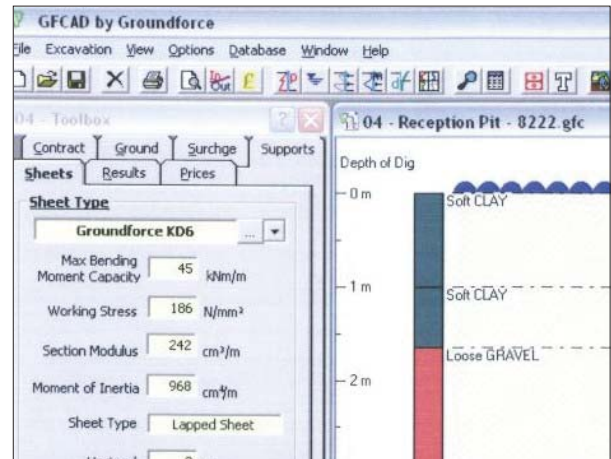 GFCAD by Groundforce
File Excavation View Options Database Window Help
04 - Toolbox
Contract Ground Surchge Supports
Sheets Results Prices
Sheet Type
Groundforce KD6 ...
Max Bending
Moment Capacity 45 kNm/m
Working Stress 186 N/mm²
Section Modulus 242 cm³/m
Moment of Inertia 968 cm⁴/m
Sheet Type Lapped Sheet
04 - Reception Pit - 8222.gfc
Depth of Dig
0 m
Soft CLAY
1 m
Soft CLAY
Loose GRAVEL
2 m